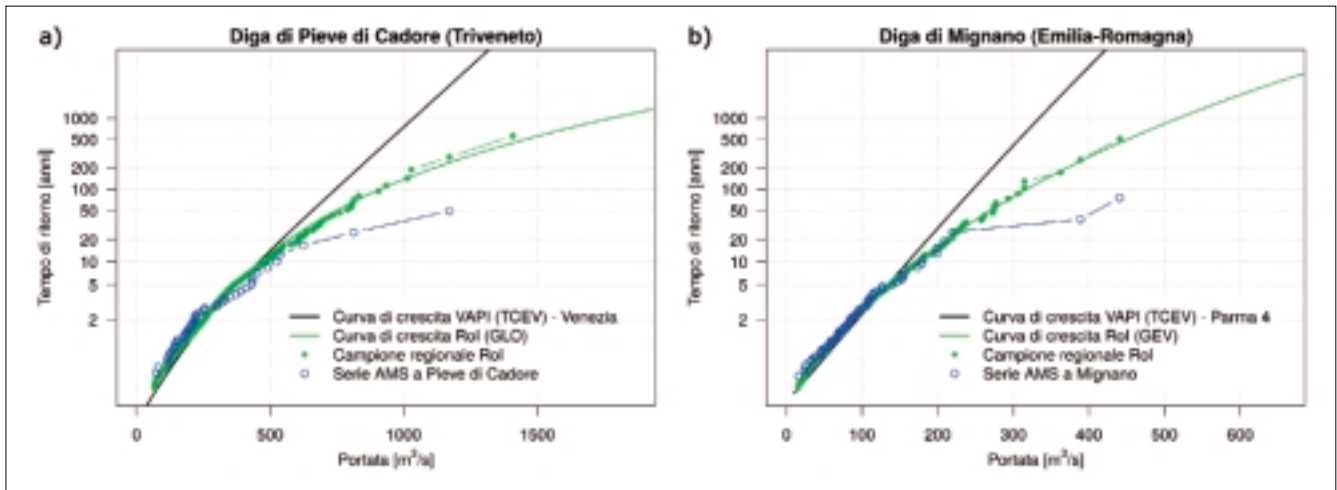 a)
Diga di Pieve di Cadore (Triveneto)
Tempo di ritorno [anni]
1000
500
200
100
50
20
10
5
2
Curva di crescita VAPI (TCEV) - Venezia
Curva di crescita RoI (GLO)
Campione regionale RoI
Serie AMS a Pieve di Cadore
0 500 1000 1500
Portata [m³/s]
b)
Diga di Mignano (Emilia-Romagna)
Tempo di ritorno [anni]
1000
500
200
100
50
20
10
5
2
Curva di crescita VAPI (TCEV) - Parma 4
Curva di crescita RoI (GEV)
Campione regionale RoI
Serie AMS a Mignano
0 100 200 300 400 500 600
Portata [m³/s]